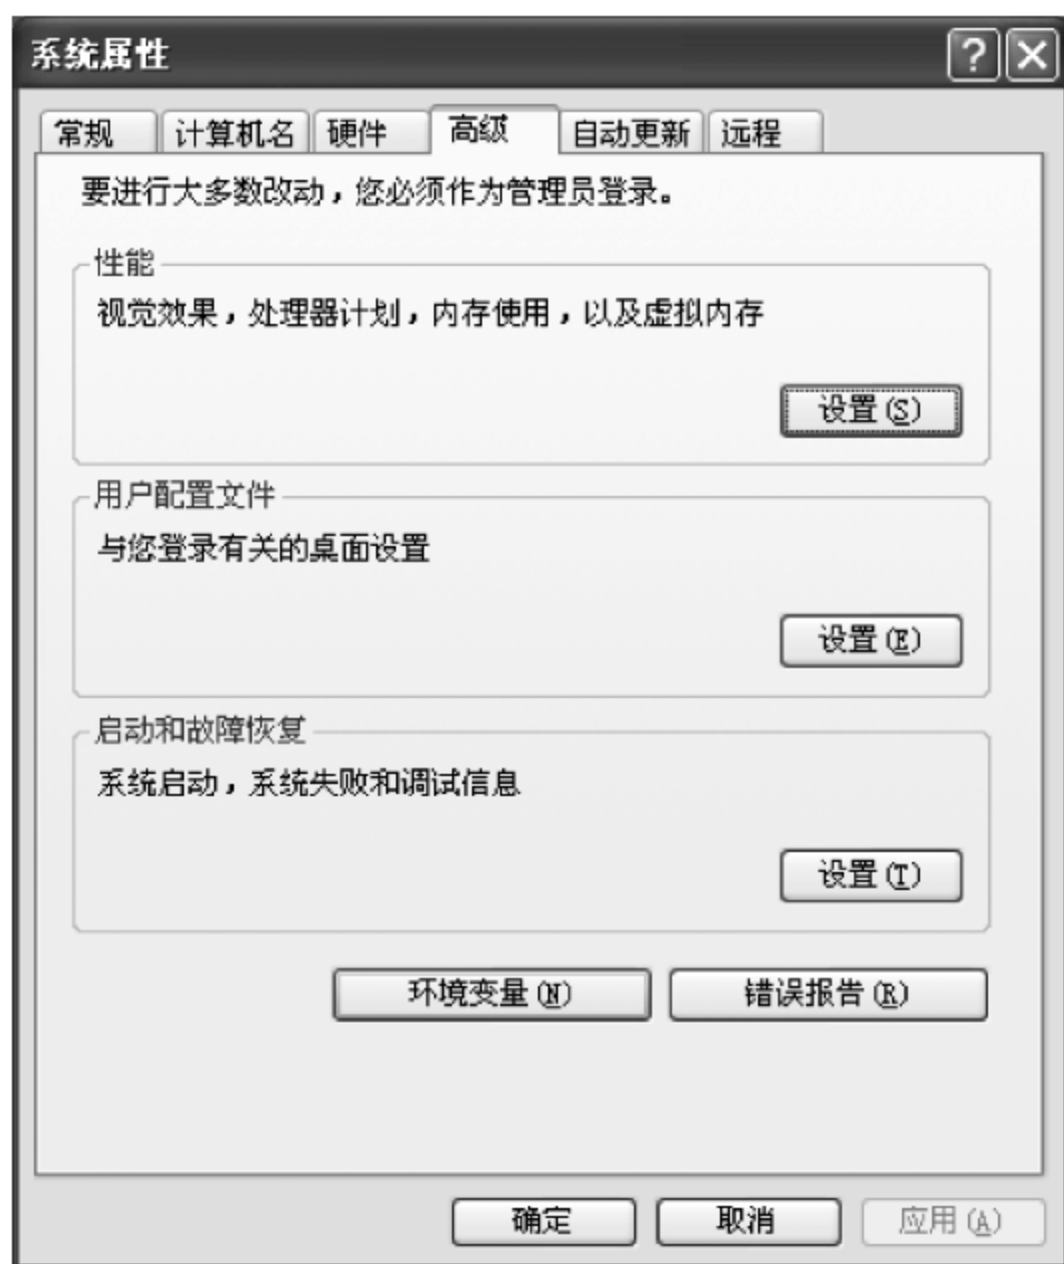 系统属性
常规 计算机名 硬件 高级 自动更新 远程
要进行大多数改动，您必须作为管理员登录。
性能
视觉效果，处理器计划，内存使用，以及虚拟内存
设置(S)
用户配置文件
与您登录有关的桌面设置
设置(E)
启动和故障恢复
系统启动，系统失败和调试信息
设置(T)
环境变量(N) 错误报告(R)
确定 取消 应用(A)